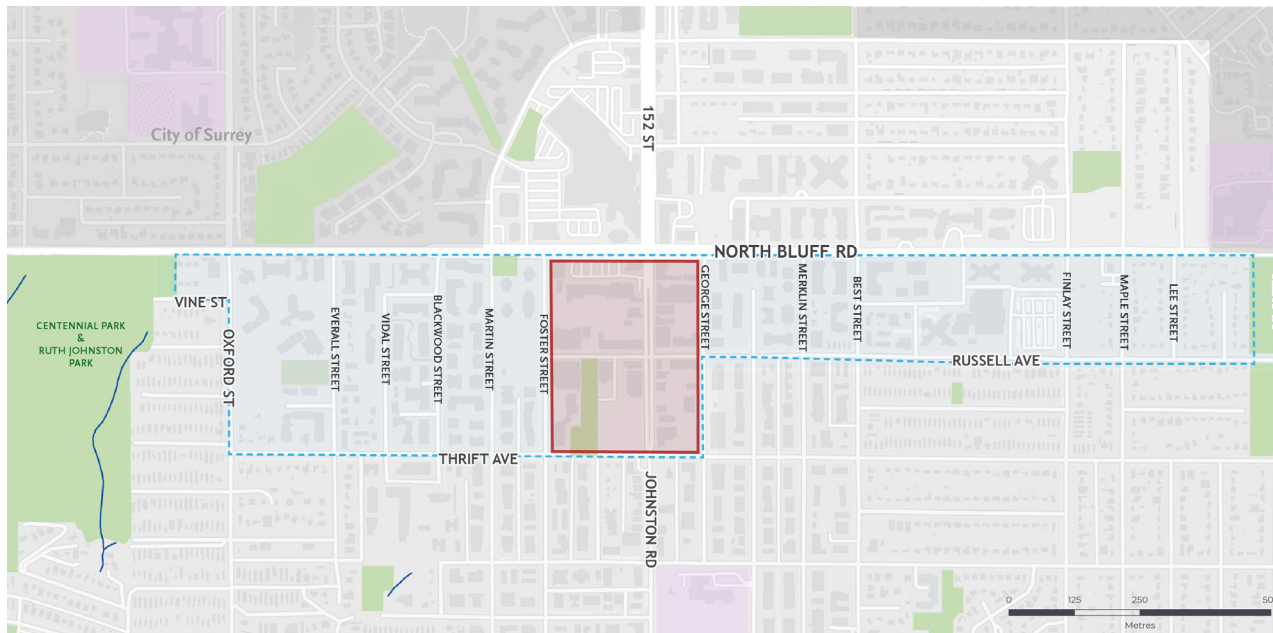 City of Surrey
152 ST
NORTH BLUFF RD
VINE ST
OXFORD ST
EVERALL STREET
VIDAL STREET
BLACKWOOD STREET
MARTIN STREET
FOSTER STREET
GEORGE STREET
MERKLIN STREET
BEST STREET
FINLAY STREET
MAPLE STREET
LEE STREET
CENTENNIAL PARK
&
RUTH JOHNSTON
PARK
RUSSELL AVE
THRIFT AVE
JOHNSTON RD
0 125 250 50
Metres